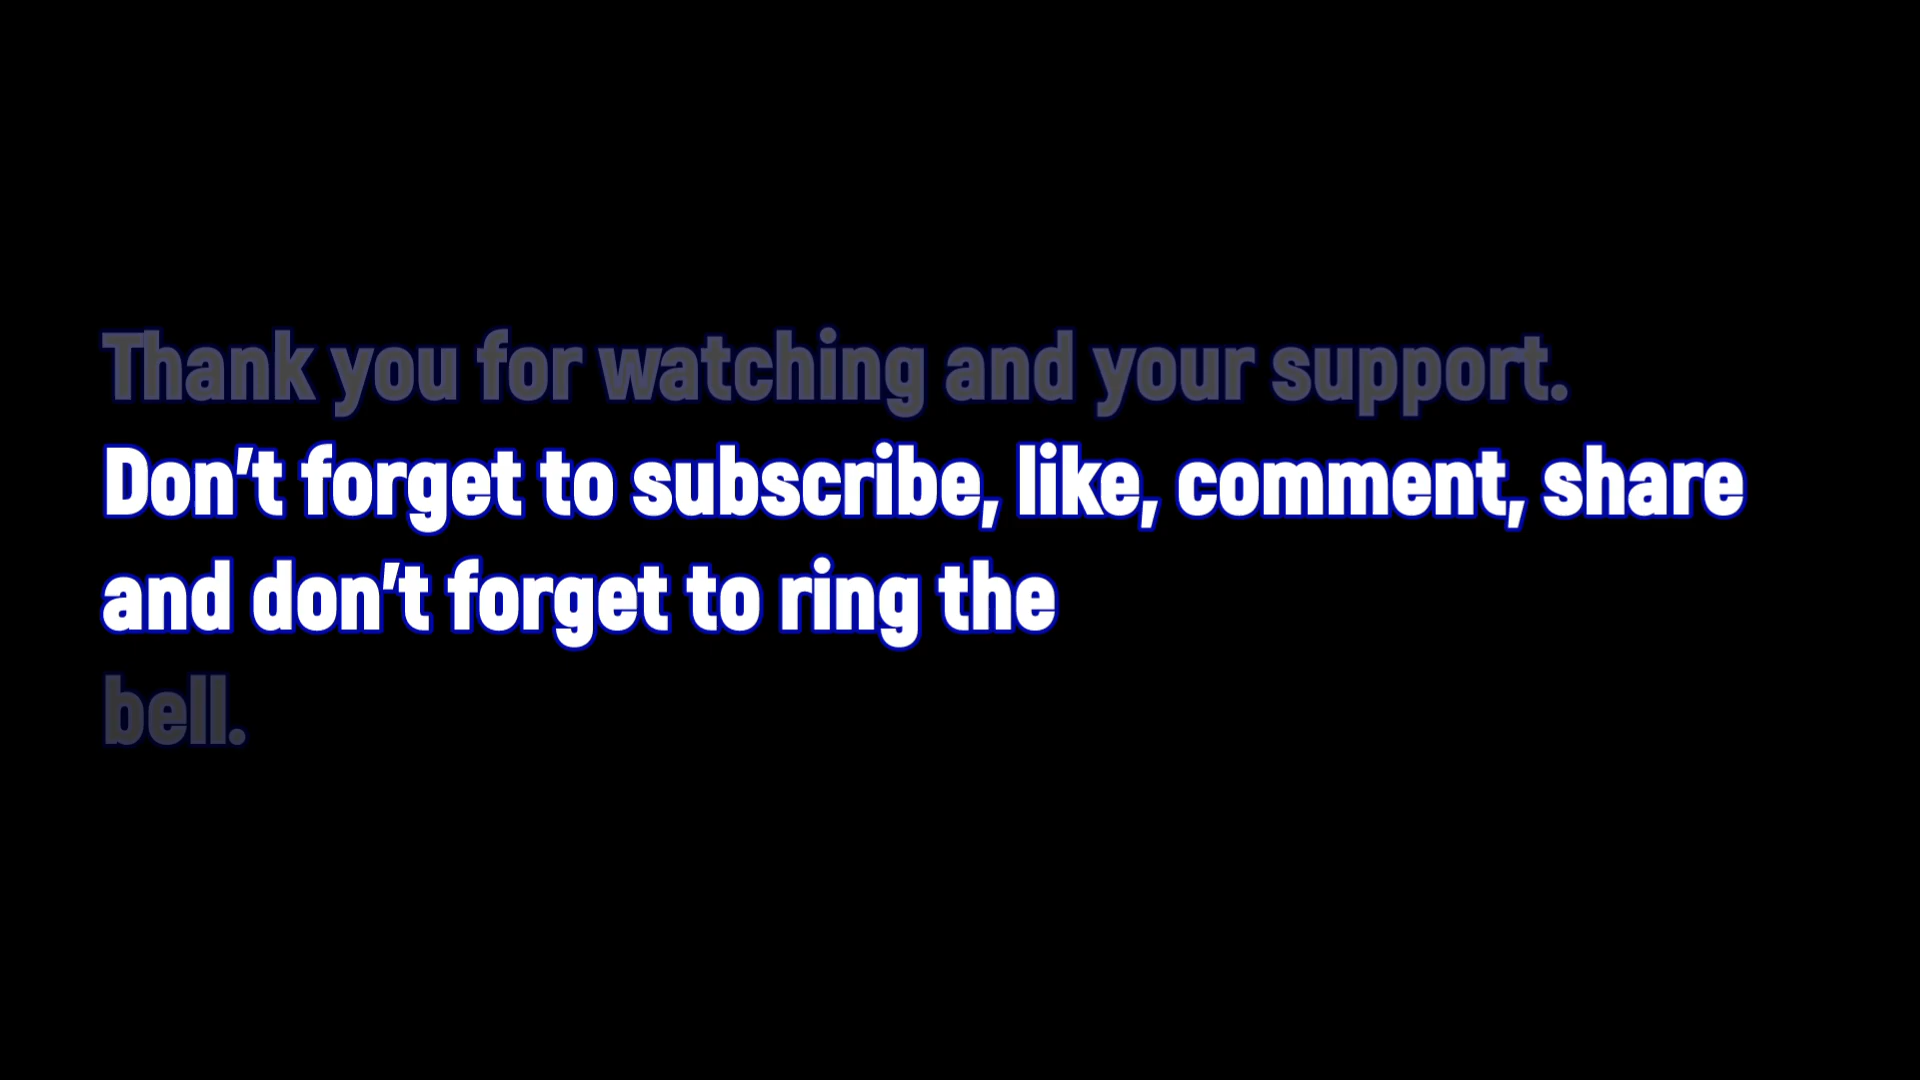 Thank you for watching and your support.
Don’t forget to subscribe, like, comment, share
and don’t forget to ring the
bell.